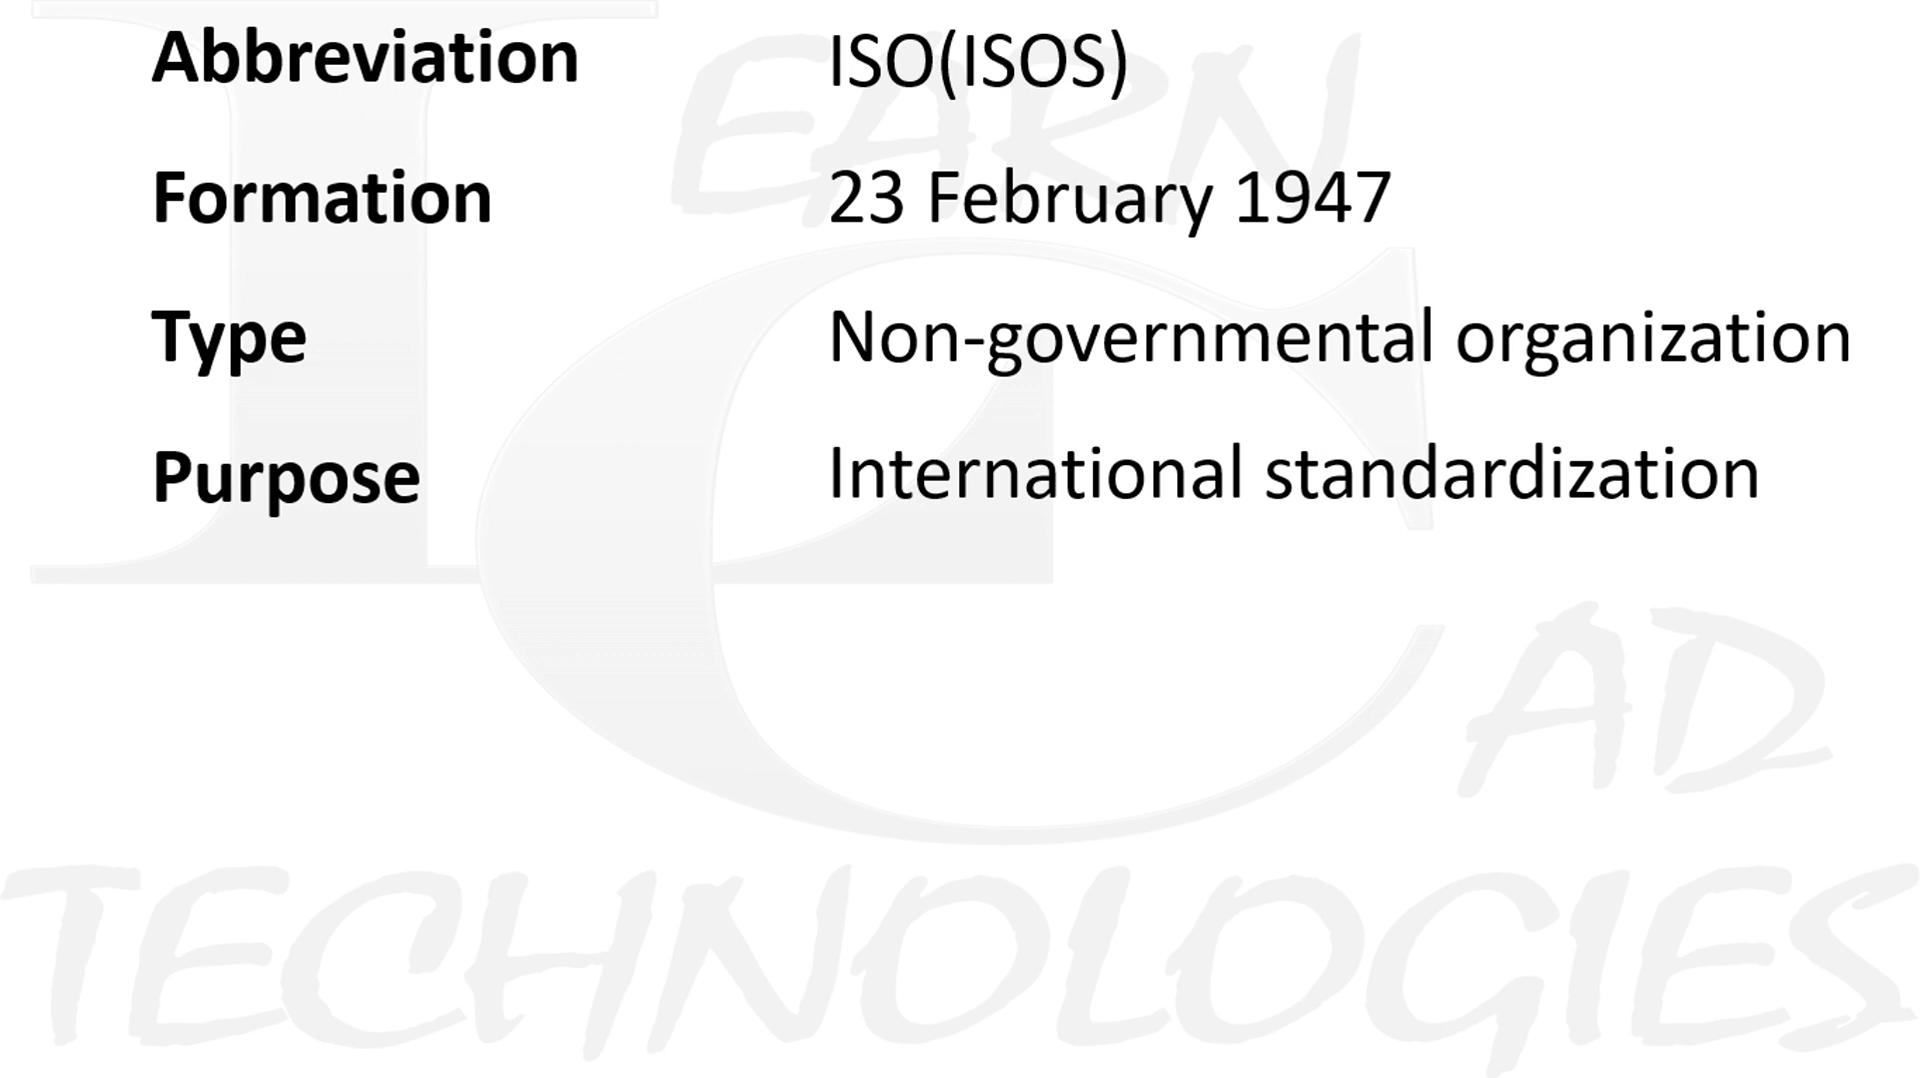 Abbreviation ISO(ISOS)
Formation 23 February 1947
Type Non-governmental organization
Purpose International standardization
LEARN
CAD
TECHNOLOGIES